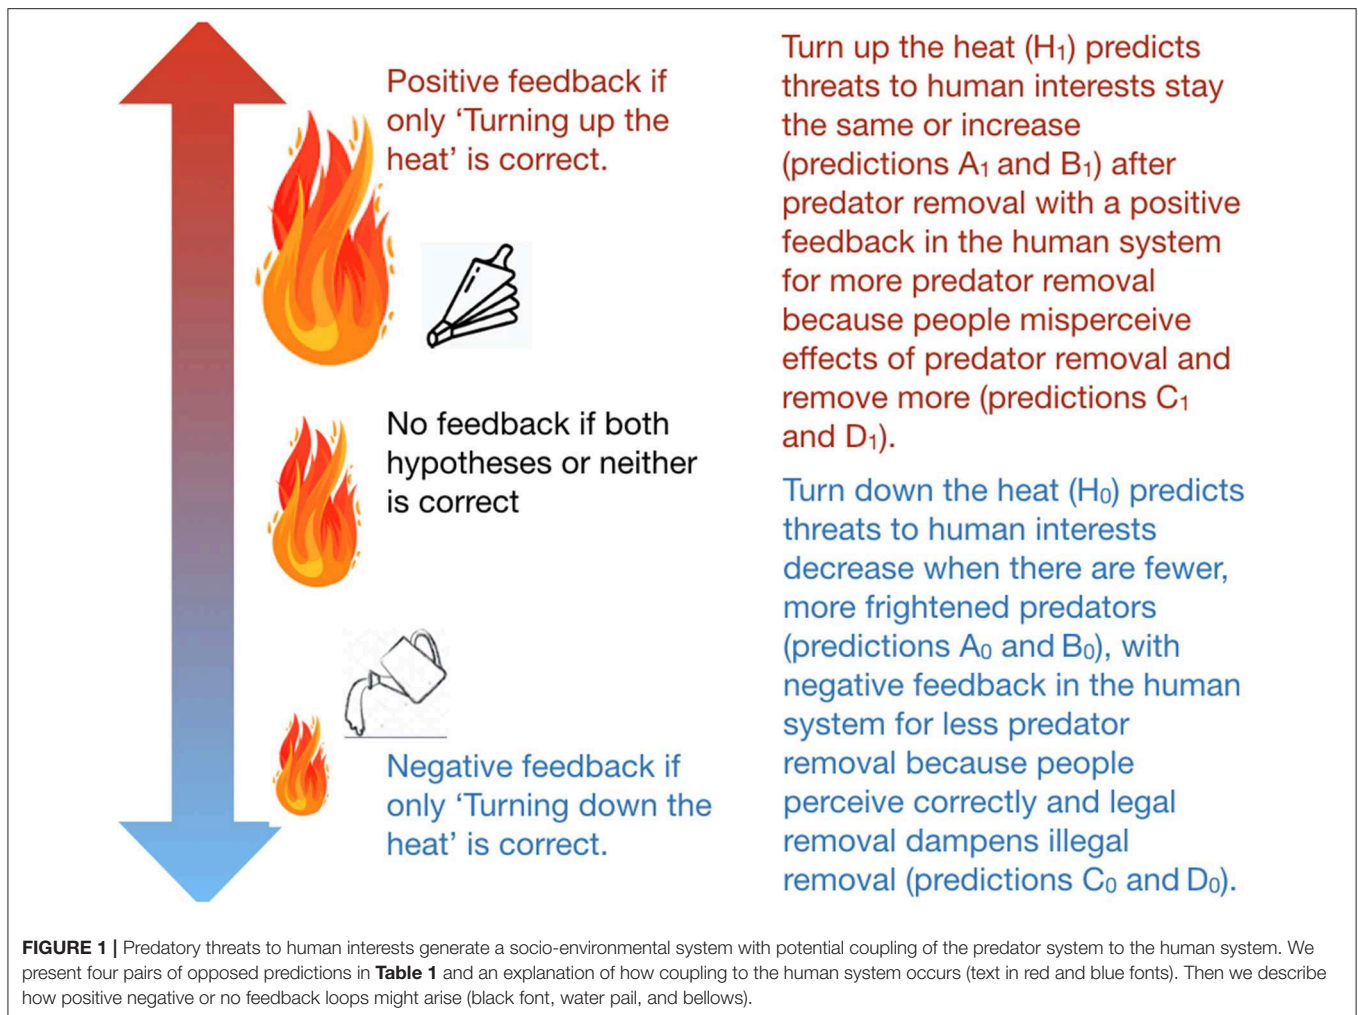 Positive feedback if
only ‘Turning up the
heat’ is correct.
No feedback if both
hypotheses or neither
is correct
Negative feedback if
only ‘Turning down the
heat’ is correct.
Turn up the heat (H₁) predicts
threats to human interests stay
the same or increase
(predictions A₁ and B₁) after
predator removal with a positive
feedback in the human system
for more predator removal
because people misperceive
effects of predator removal and
remove more (predictions C₁
and D₁).
Turn down the heat (H₀) predicts
threats to human interests
decrease when there are fewer,
more frightened predators
(predictions A₀ and B₀), with
negative feedback in the human
system for less predator
removal because people
perceive correctly and legal
removal dampens illegal
removal (predictions C₀ and D₀).
FIGURE 1 | Predatory threats to human interests generate a socio-environmental system with potential coupling of the predator system to the human system. We
present four pairs of opposed predictions in Table 1 and an explanation of how coupling to the human system occurs (text in red and blue fonts). Then we describe
how positive negative or no feedback loops might arise (black font, water pail, and bellows).